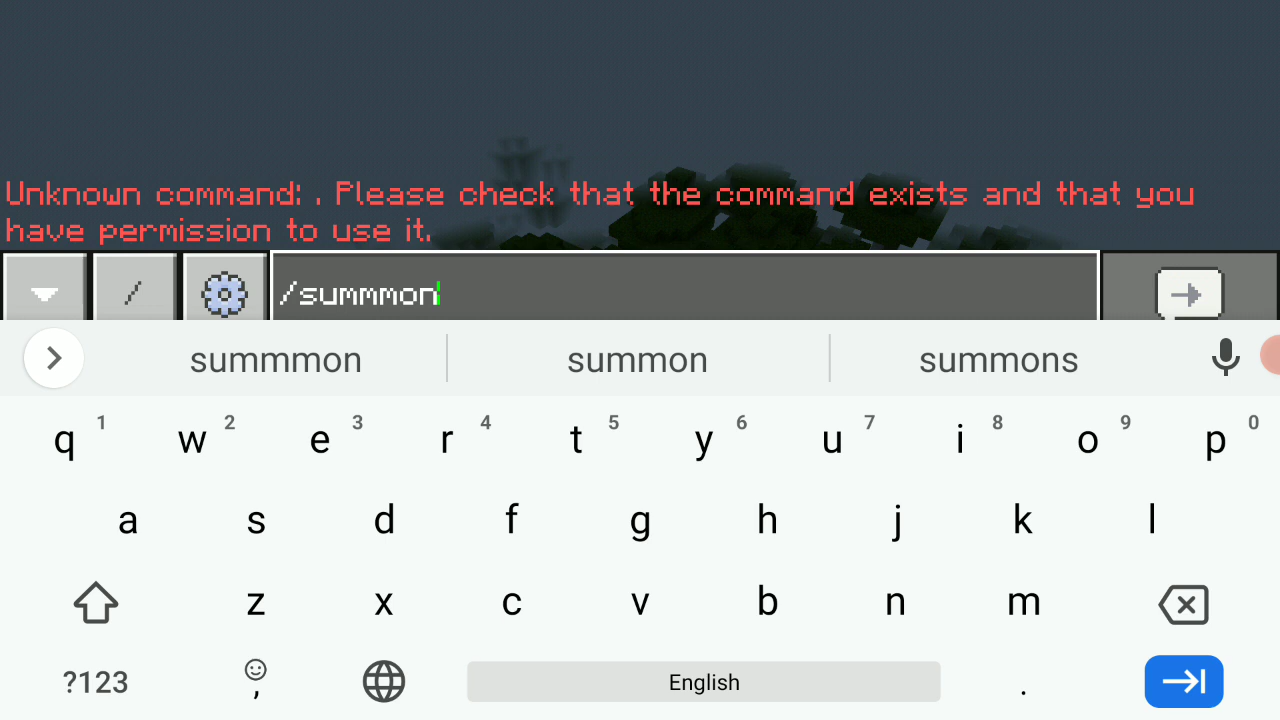 Unknown command: . Please check that the command exists and that you
have permission to use it.
/ /summmon
summmon summon summons
q 1 w 2 e 3 r 4 t 5 y 6 u 7 i 8 o 9 p 0
a s d f g h j k l
z x c v b n m
?123 , English .